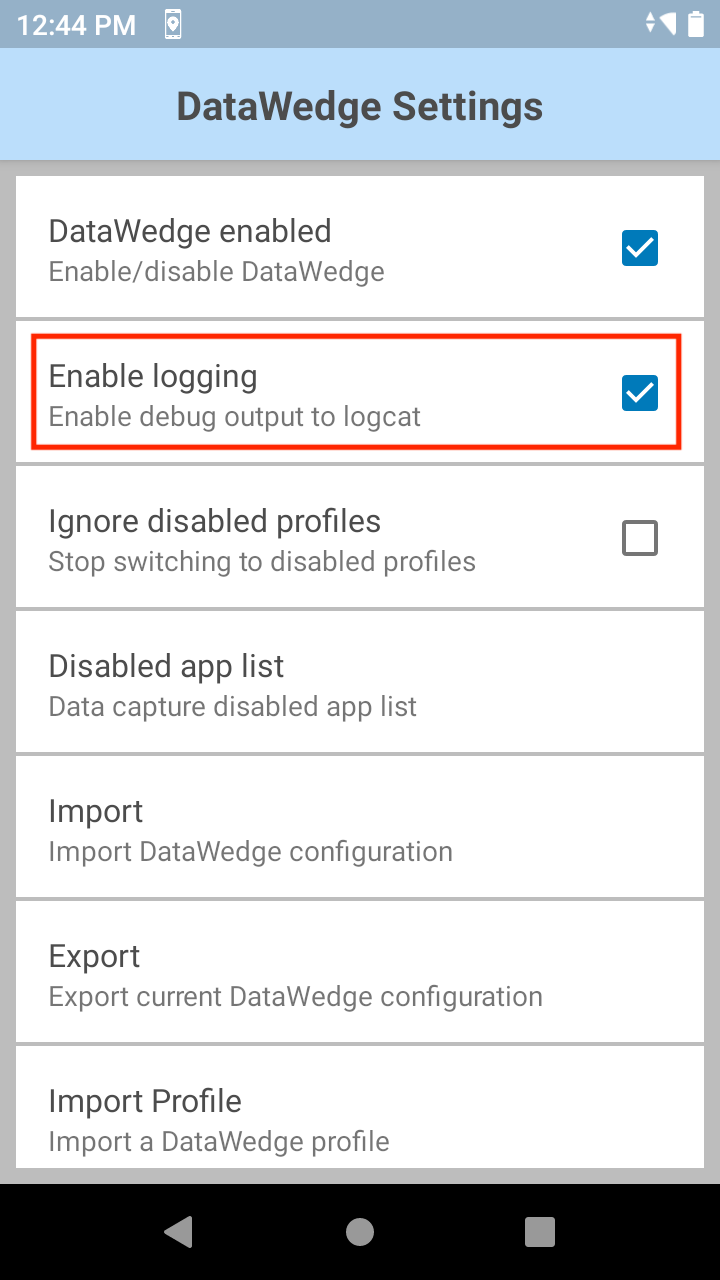 12:44 PM
DataWedge Settings
DataWedge enabled
Enable/disable DataWedge
Enable logging
Enable debug output to logcat
Ignore disabled profiles
Stop switching to disabled profiles
Disabled app list
Data capture disabled app list
Import
Import DataWedge configuration
Export
Export current DataWedge configuration
Import Profile
Import a DataWedge profile